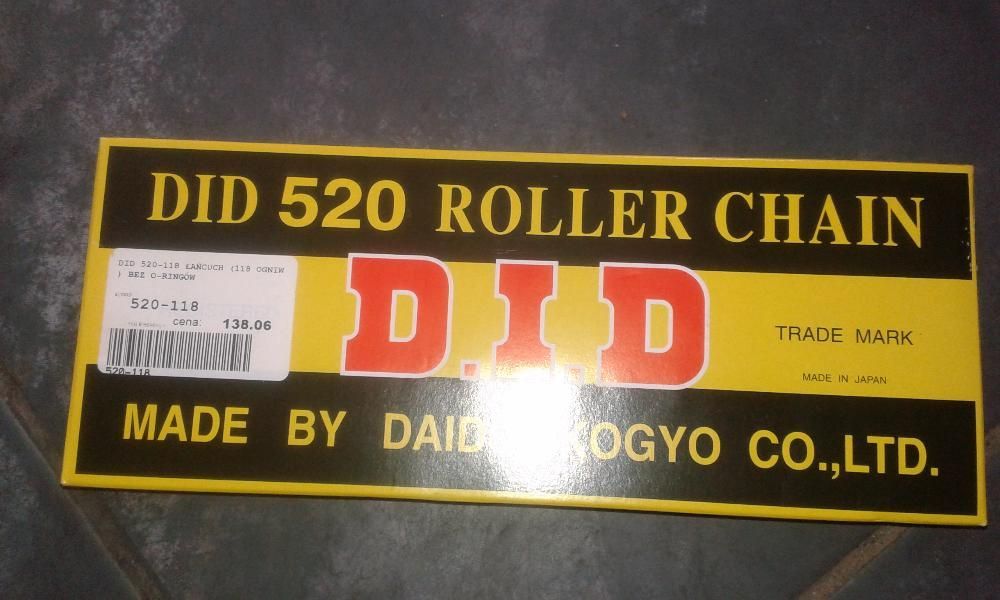 DID 520 ROLLER CHAIN
DID 520-118 ŁAŃCUCH (118 OGNIW
) BEZ O-RINGÓW
520-118
cena: 138.06
520-118
D.I.D
TRADE MARK
MADE IN JAPAN
MADE BY DAID KOGYO CO.,LTD.